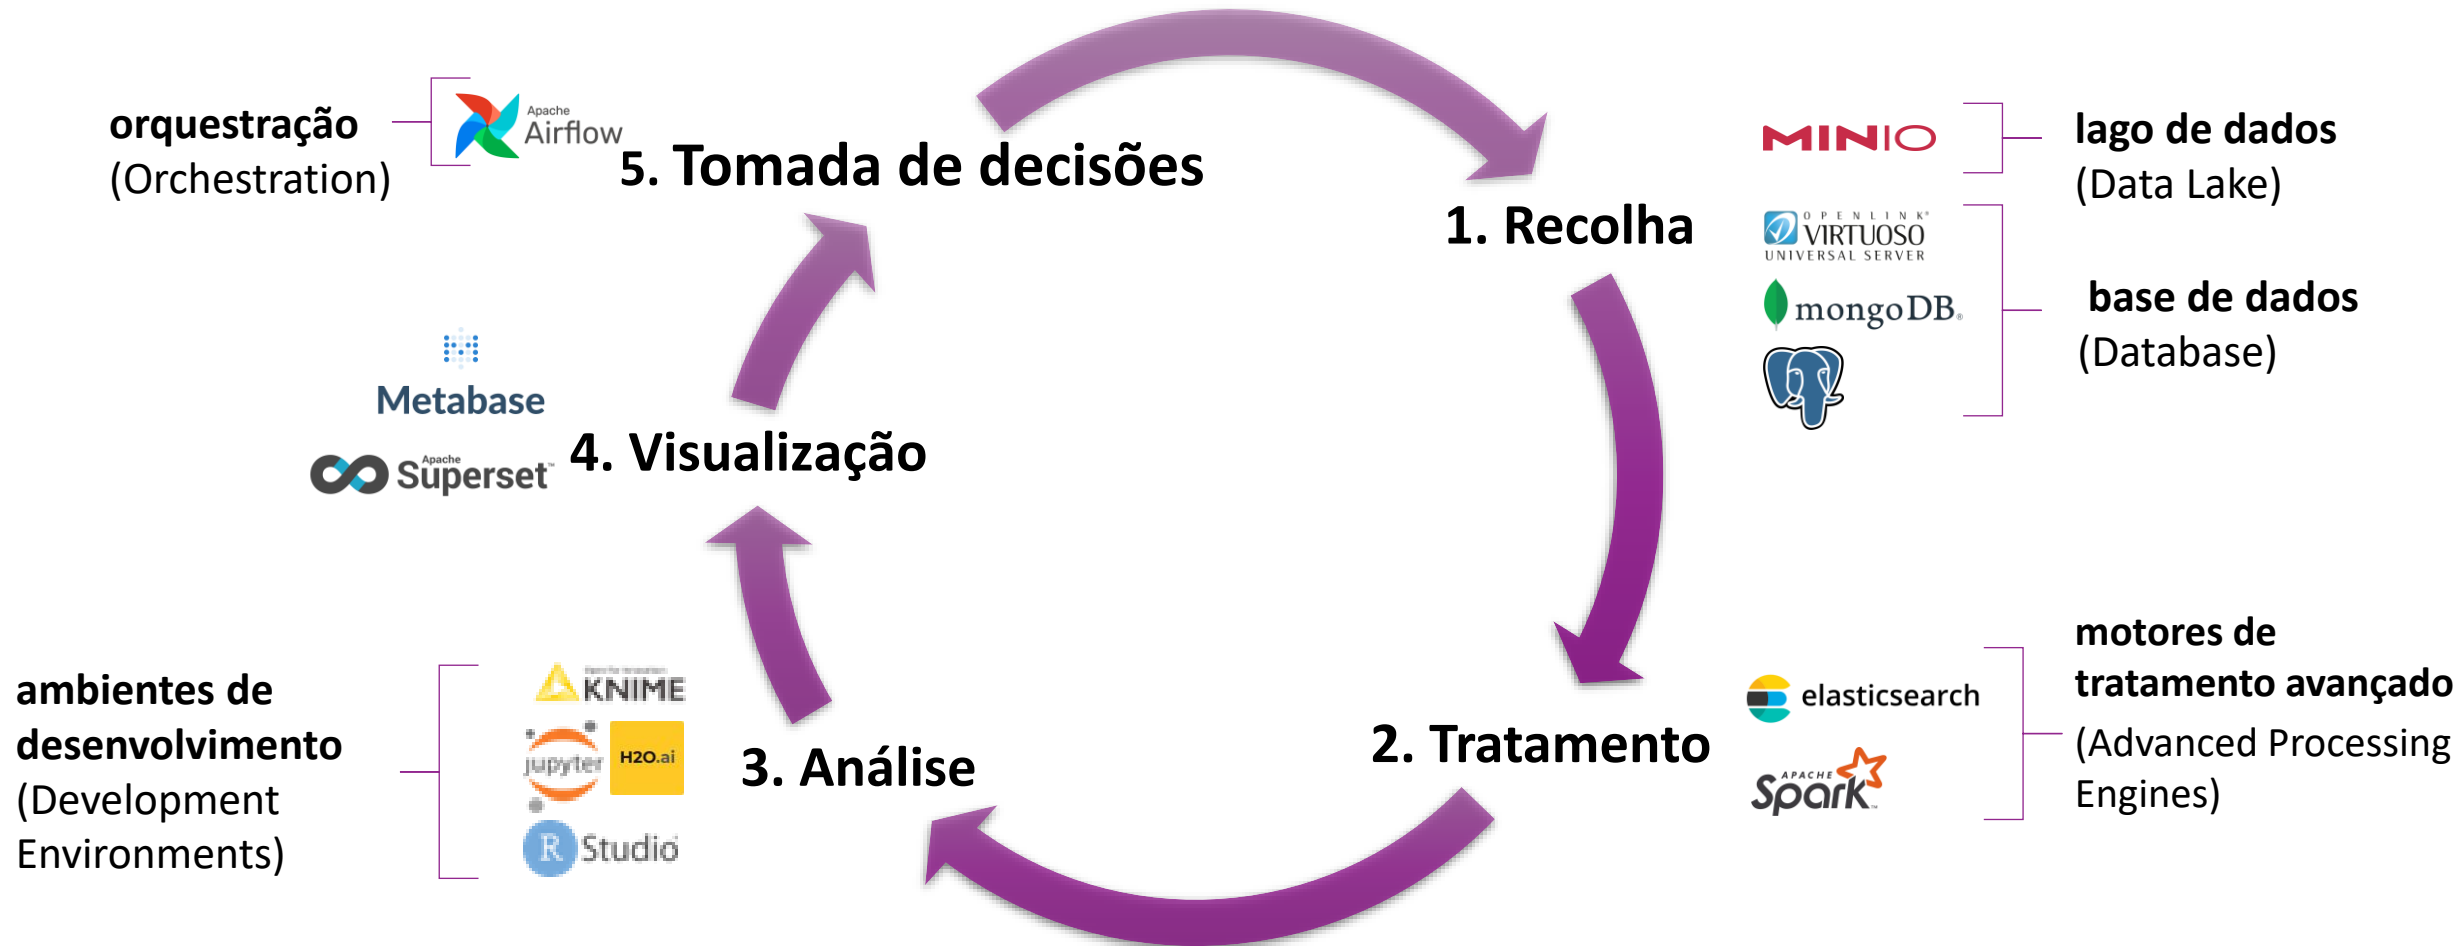 orquestração
(Orchestration)
Apache
Airflow
5. Tomada de decisões
MINIO
lago de dados
(Data Lake)
1. Recolha
OPENLINK®
VIRTUOSO
UNIVERSAL SERVER
mongoDB®
base de dados
(Database)
Metabase
Apache
Superset™
4. Visualização
motores de
tratamento avançado
(Advanced Processing
Engines)
elasticsearch
2. Tratamento
APACHE
Spark™
ambientes de
desenvolvimento
(Development
Environments)
KNIME
jupyter
H2O.ai
R Studio
3. Análise